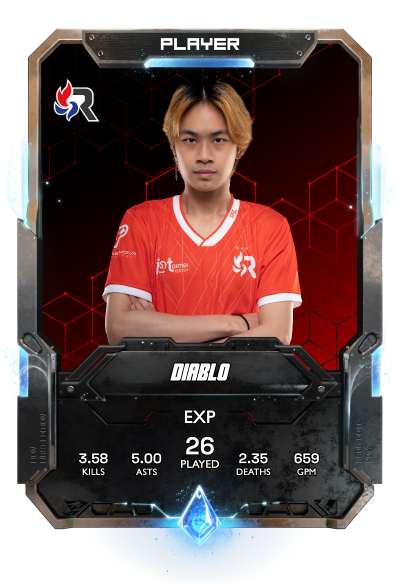 PLAYER
R
R
DIABLO
EXP
26
PLAYED
3.58
KILLS
5.00
ASTS
2.35
DEATHS
659
GPM